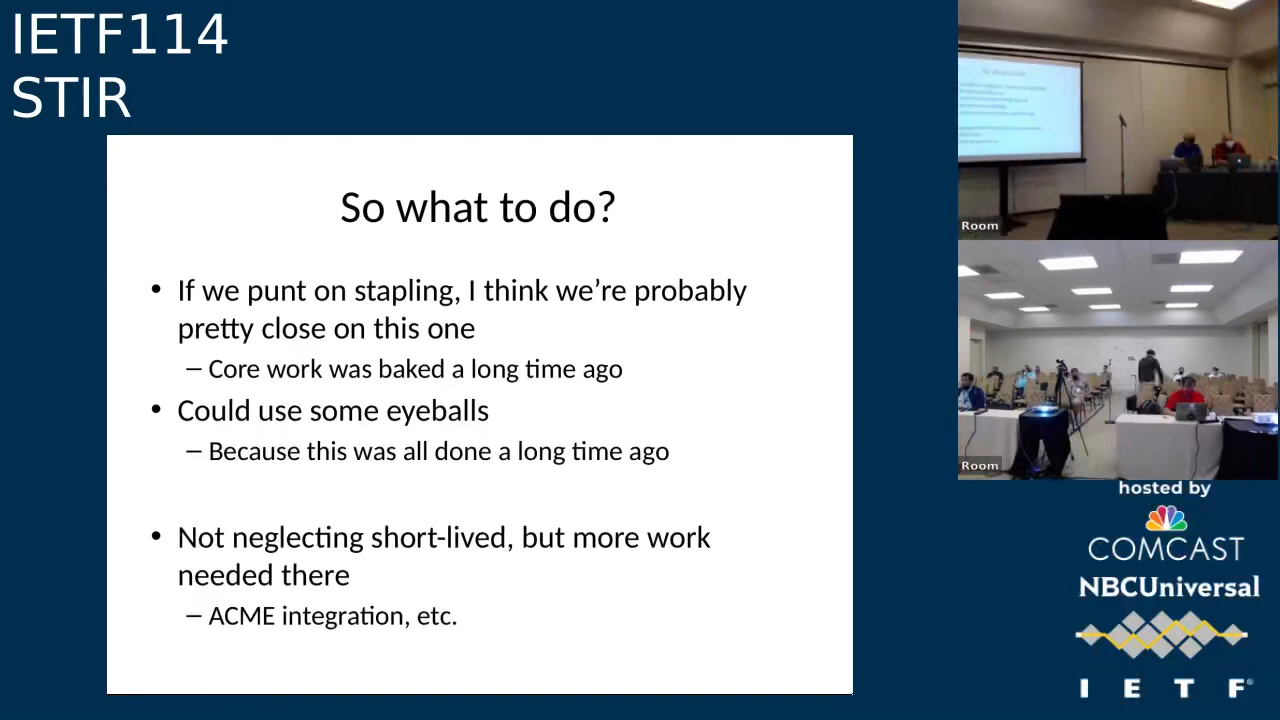 IETF114
STIR
So what to do?
• If we punt on stapling, I think we’re probably
pretty close on this one
– Core work was baked a long time ago
• Could use some eyeballs
– Because this was all done a long time ago
• Not neglecting short-lived, but more work
needed there
– ACME integration, etc.
Room
Room
hosted by
COMCAST
NBCUniversal
I E T F®